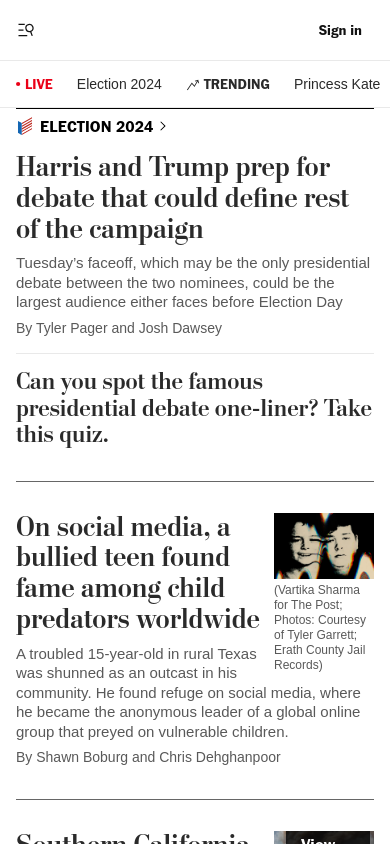 Sign in
LIVE Election 2024 TRENDING Princess Kate
ELECTION 2024
Harris and Trump prep for
debate that could define rest
of the campaign
Tuesday’s faceoff, which may be the only presidential
debate between the two nominees, could be the
largest audience either faces before Election Day
By Tyler Pager and Josh Dawsey
Can you spot the famous
presidential debate one-liner? Take
this quiz.
On social media, a
bullied teen found
fame among child
predators worldwide
(Vartika Sharma
for The Post;
Photos: Courtesy
of Tyler Garrett;
Erath County Jail
Records)
A troubled 15-year-old in rural Texas
was shunned as an outcast in his
community. He found refuge on social media, where
he became the anonymous leader of a global online
group that preyed on vulnerable children.
By Shawn Boburg and Chris Dehghanpoor
Southern California
View